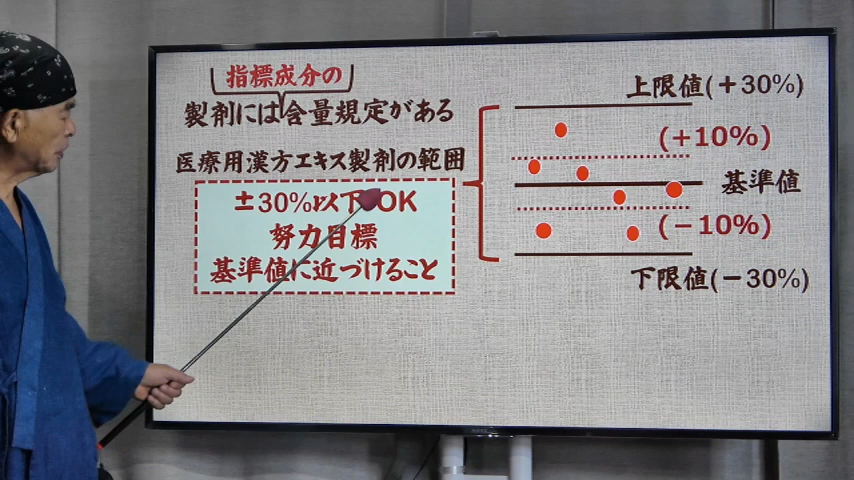 指標成分の
製剤には含量規定がある
医療用漢方エキス製剤の範囲
±30%以下OK
努力目標
基準値に近づけること
上限値(+30%)
(+10%)
基準値
(-10%)
下限値(-30%)